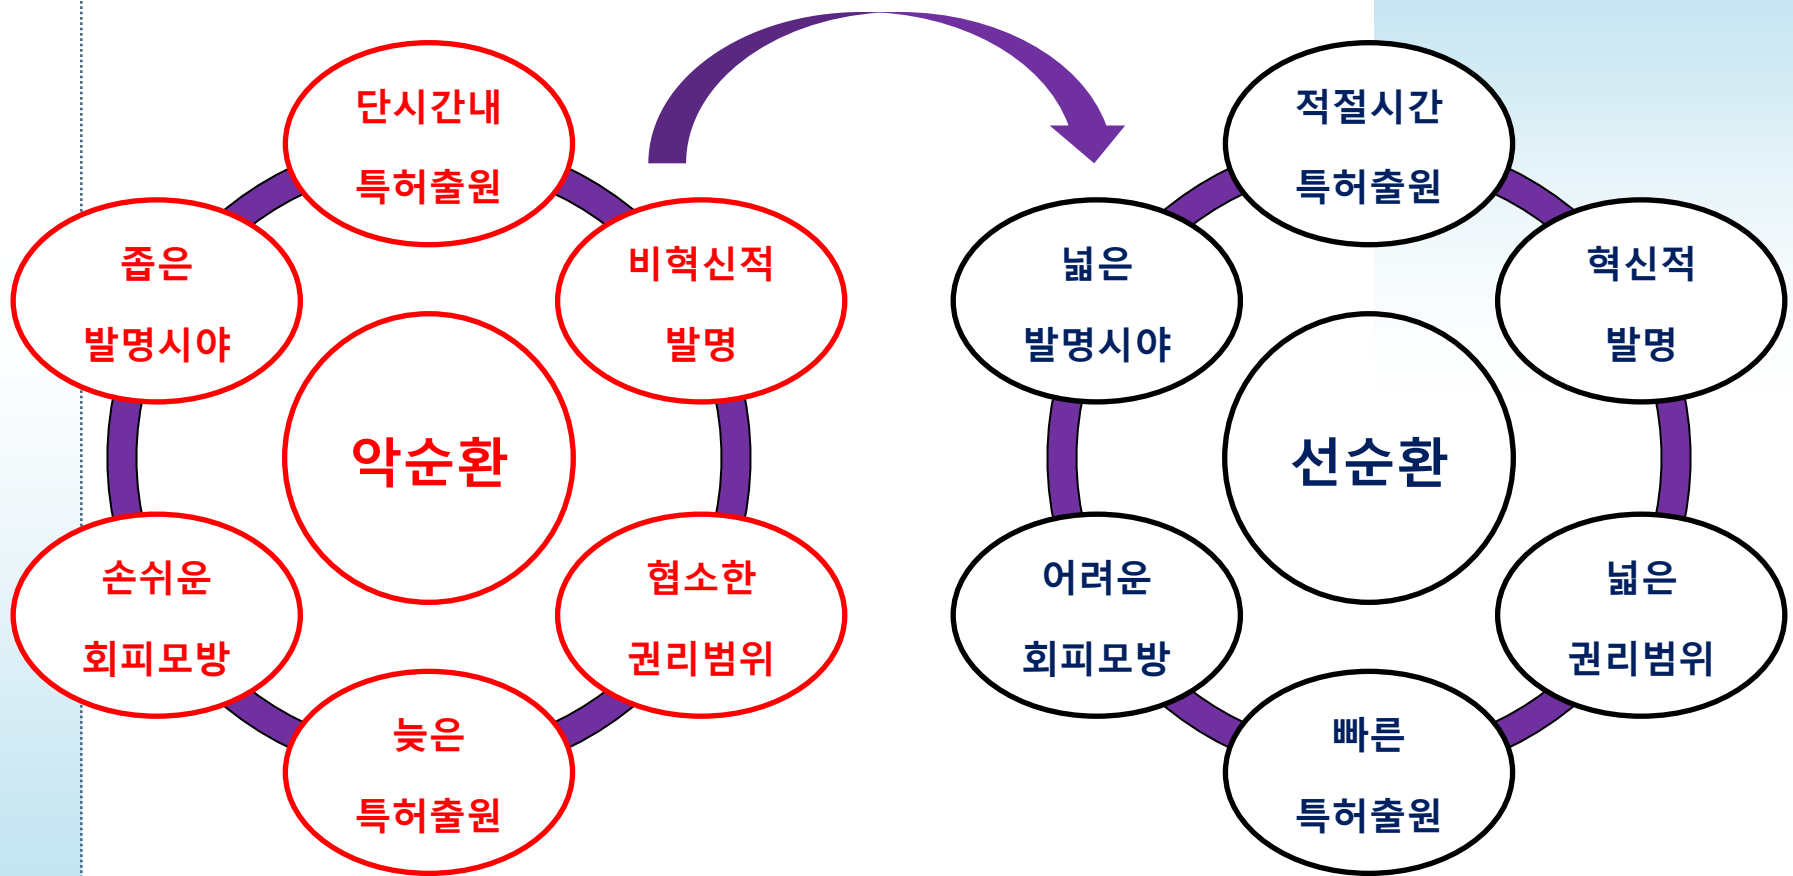 단시간내
특허출원
비혁신적
발명
협소한
권리범위
늦은
특허출원
손쉬운
회피모방
좁은
발명시야
악순환
적절시간
특허출원
혁신적
발명
넓은
권리범위
빠른
특허출원
어려운
회피모방
넓은
발명시야
선순환